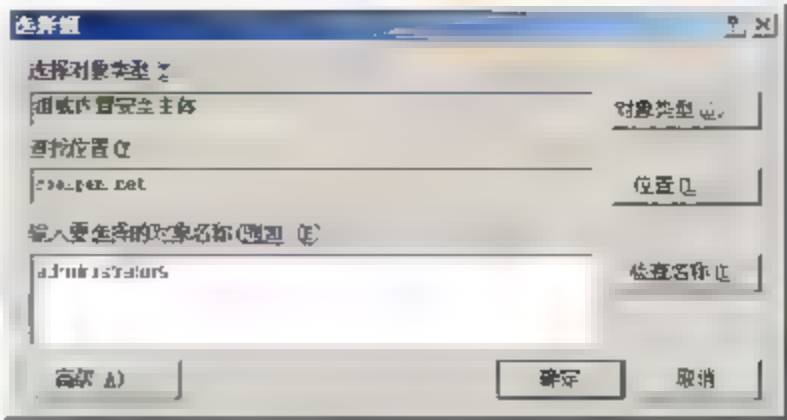 选择组
选择对象类型
组或内置安全主体
对象类型
查找位置
位置
输入要选择的对象名称(例如)(E)
administrators
检查名称
高级(A)
确定
取消